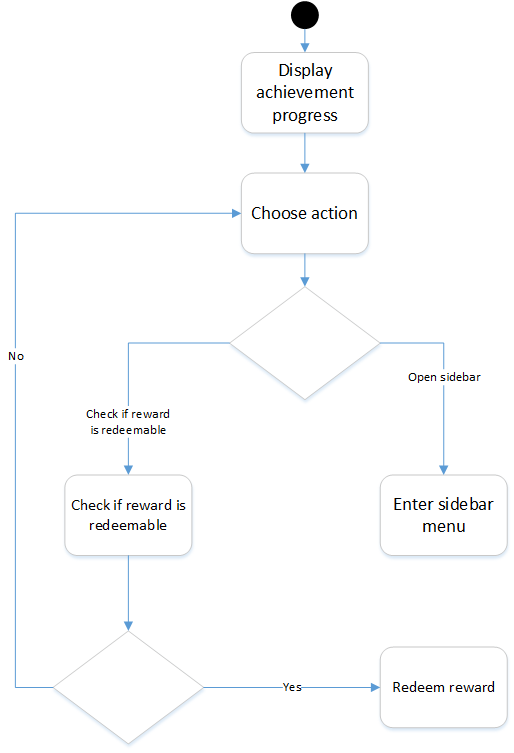 Display
achievement
progress
Choose action
No
Open sidebar
Check if reward
is redeemable
Check if reward is
redeemable
Enter sidebar
menu
Yes
Redeem reward